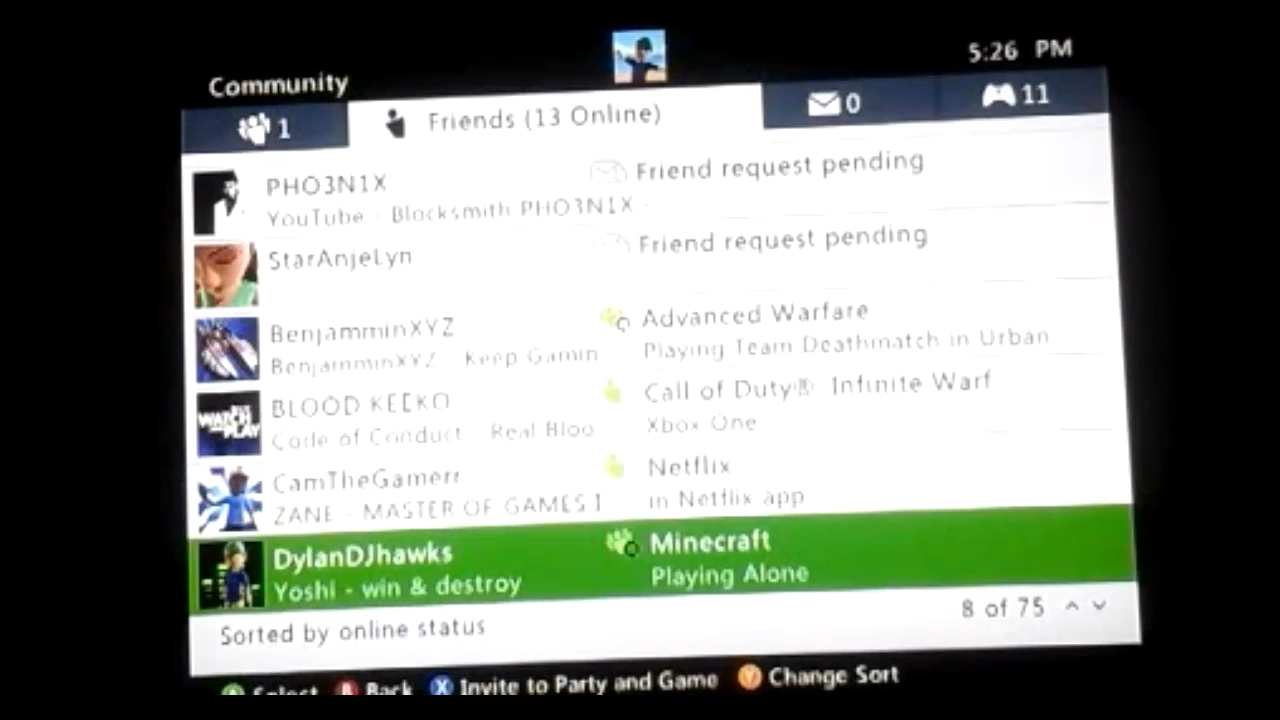 5:26 PM
Community
1
Friends (13 Online)
0
11
PHO3N1X
Friend request pending
YouTube - Blocksmith PHO3N1X -
StarAnjeLyn
Friend request pending
BenjamminXYZ
Advanced Warfare
BenjamminXYZ Keep Gamin
Playing Team Deathmatch in Urban
BLOOD KEEKO
Call of Duty® Infinite Warf
Code of Conduct Real Bloo
Xbox One
WATCH
PLAY
CamTheGamerr
Netflix
ZANE - MASTER OF GAMES I
in Netflix app
DylanDJhawks
Minecraft
Yoshi - win & destroy
Playing Alone
Sorted by online status
8 of 75
A Select B Back X Invite to Party and Game Y Change Sort